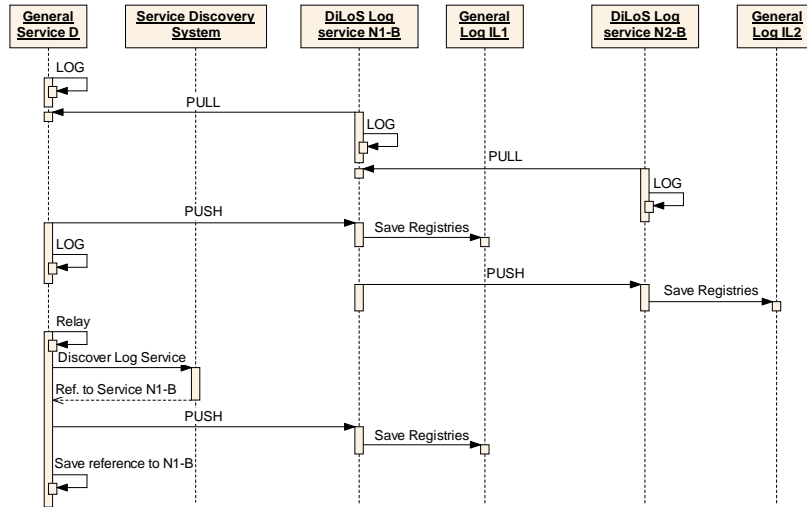 General
Service D
Service Discovery
System
DiLoS Log
service N1-B
General
Log IL1
DiLoS Log
service N2-B
General
Log IL2
LOG
PULL
LOG
PULL
LOG
PUSH
Save Registries
LOG
PUSH
Save Registries
Relay
Discover Log Service
Ref. to Service N1-B
PUSH
Save Registries
Save reference to N1-B